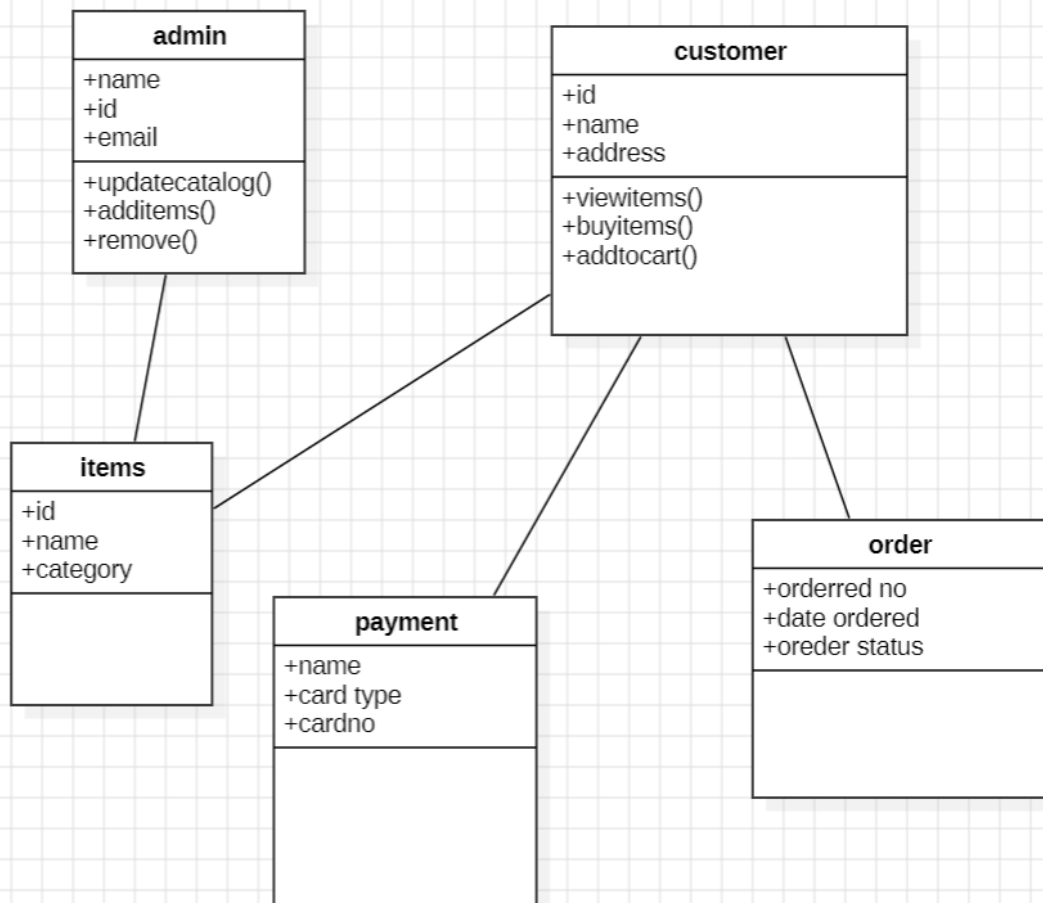 admin
+name
+id
+email
+updatecatalog()
+additems()
+remove()
customer
+id
+name
+address
+viewitems()
+buyitems()
+addtocart()
items
+id
+name
+category
payment
+name
+card type
+cardno
order
+orderred no
+date ordered
+oreder status